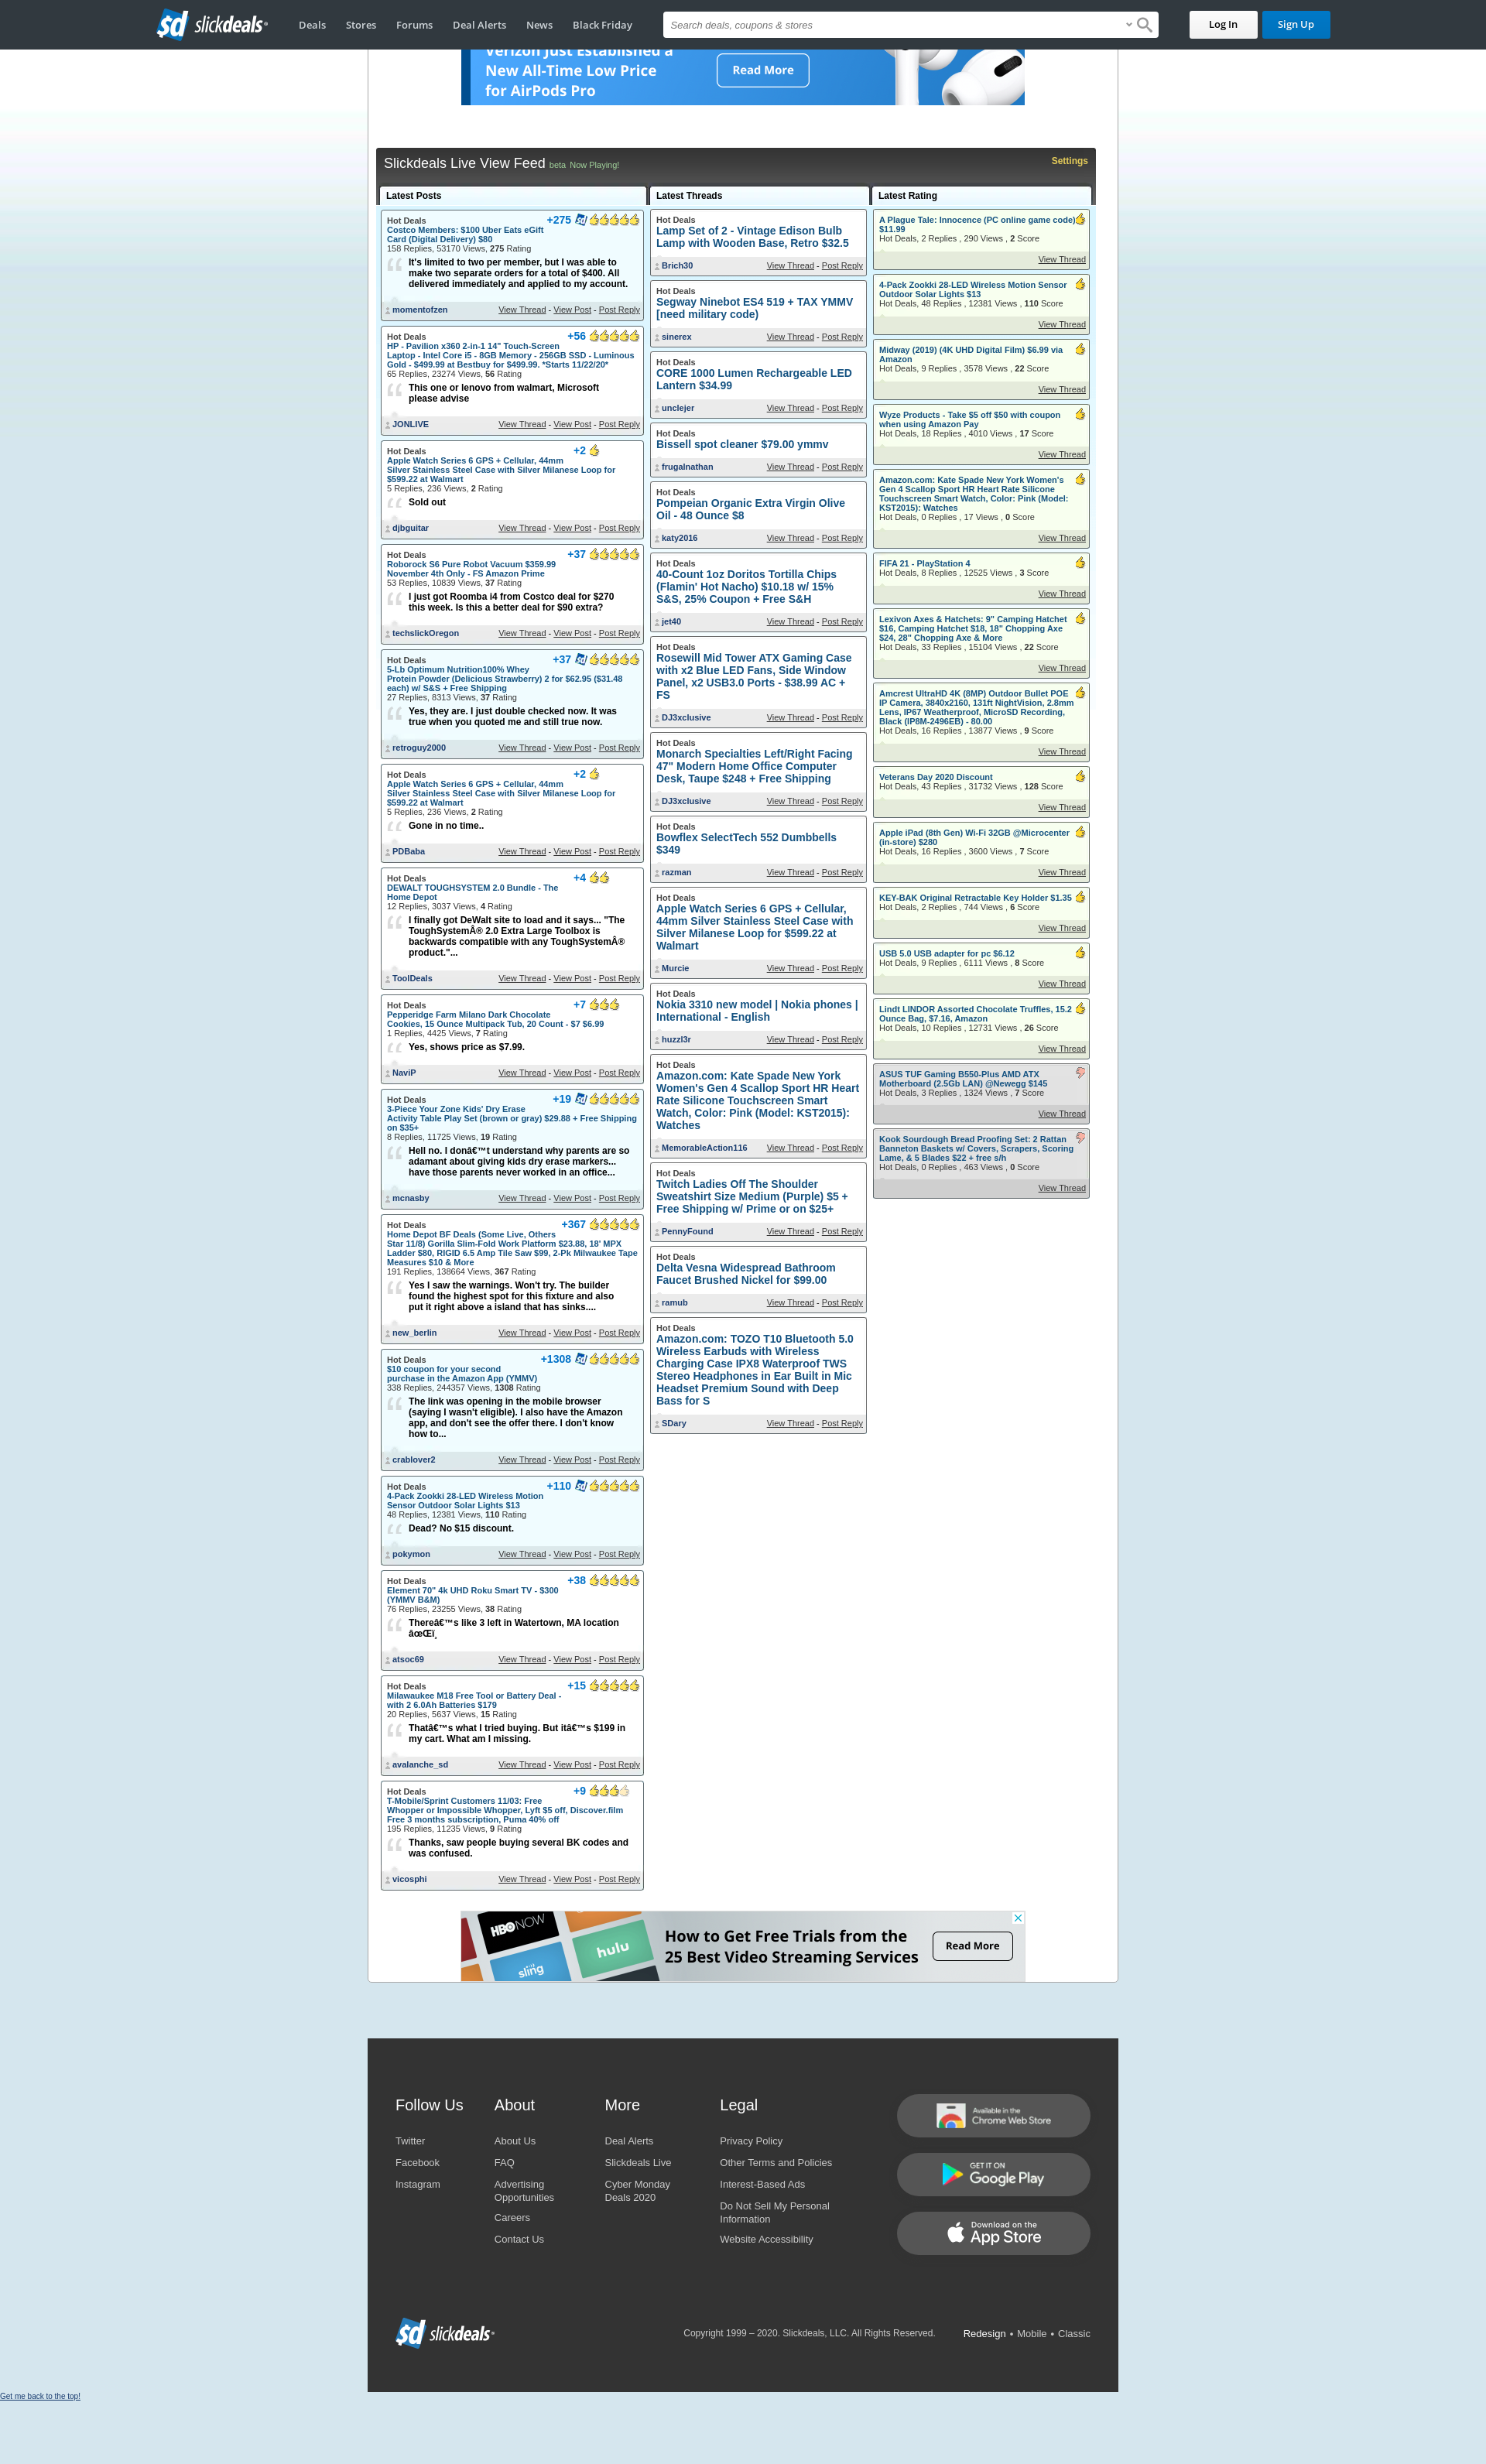 slickdeals
Deals
Stores
Forums
Deal Alerts
News
Black Friday
Search deals, coupons & stores
Log In
Sign Up
Verizon Just Established a
New All-Time Low Price
for AirPods Pro
Read More
Slickdeals Live View Feed beta Now Playing!
Settings
Latest Posts
Hot Deals +275
Costco Members: $100 Uber Eats eGift
Card (Digital Delivery) $80
158 Replies, 53170 Views, 275 Rating
It's limited to two per member, but I was able to
make two separate orders for a total of $400. All
delivered immediately and applied to my account.
momentofzen View Thread - View Post - Post Reply
Hot Deals +56
HP - Pavilion x360 2-in-1 14" Touch-Screen
Laptop - Intel Core i5 - 8GB Memory - 256GB SSD - Luminous
Gold - $499.99 at Bestbuy for $499.99. *Starts 11/22/20*
65 Replies, 23274 Views, 56 Rating
This one or lenovo from walmart, Microsoft
please advise
JONLIVE View Thread - View Post - Post Reply
Hot Deals +2
Apple Watch Series 6 GPS + Cellular, 44mm
Silver Stainless Steel Case with Silver Milanese Loop for
$599.22 at Walmart
5 Replies, 236 Views, 2 Rating
Sold out
djbguitar View Thread - View Post - Post Reply
Hot Deals +37
Roborock S6 Pure Robot Vacuum $359.99
November 4th Only - FS Amazon Prime
53 Replies, 10839 Views, 37 Rating
I just got Roomba i4 from Costco deal for $270
this week. Is this a better deal for $90 extra?
techslickOregon View Thread - View Post - Post Reply
Hot Deals +37
5-Lb Optimum Nutrition100% Whey
Protein Powder (Delicious Strawberry) 2 for $62.95 ($31.48
each) w/ S&S + Free Shipping
27 Replies, 8313 Views, 37 Rating
Yes, they are. I just double checked now. It was
true when you quoted me and still true now.
retroguy2000 View Thread - View Post - Post Reply
Hot Deals +2
Apple Watch Series 6 GPS + Cellular, 44mm
Silver Stainless Steel Case with Silver Milanese Loop for
$599.22 at Walmart
5 Replies, 236 Views, 2 Rating
Gone in no time..
PDBaba View Thread - View Post - Post Reply
Hot Deals +4
DEWALT TOUGHSYSTEM 2.0 Bundle - The
Home Depot
12 Replies, 3037 Views, 4 Rating
I finally got DeWalt site to load and it says... "The
ToughSystemÂ® 2.0 Extra Large Toolbox is
backwards compatible with any ToughSystemÂ®
product."...
ToolDeals View Thread - View Post - Post Reply
Hot Deals +7
Pepperidge Farm Milano Dark Chocolate
Cookies, 15 Ounce Multipack Tub, 20 Count - $7 $6.99
1 Replies, 4425 Views, 7 Rating
Yes, shows price as $7.99.
NaviP View Thread - View Post - Post Reply
Hot Deals +19
3-Piece Your Zone Kids' Dry Erase
Activity Table Play Set (brown or gray) $29.88 + Free Shipping
on $35+
8 Replies, 11725 Views, 19 Rating
Hell no. I donâ€™t understand why parents are so
adamant about giving kids dry erase markers...
have those parents never worked in an office...
mcnasby View Thread - View Post - Post Reply
Hot Deals +367
Home Depot BF Deals (Some Live, Others
Star 11/8) Gorilla Slim-Fold Work Platform $23.88, 18' MPX
Ladder $80, RIGID 6.5 Amp Tile Saw $99, 2-Pk Milwaukee Tape
Measures $10 & More
191 Replies, 138664 Views, 367 Rating
Yes I saw the warnings. Won't try. The builder
found the highest spot for this fixture and also
put it right above a island that has sinks....
new_berlin View Thread - View Post - Post Reply
Hot Deals +1308
$10 coupon for your second
purchase in the Amazon App (YMMV)
338 Replies, 244357 Views, 1308 Rating
The link was opening in the mobile browser
(saying I wasn't eligible). I also have the Amazon
app, and don't see the offer there. I don't know
how to...
crablover2 View Thread - View Post - Post Reply
Hot Deals +110
4-Pack Zookki 28-LED Wireless Motion
Sensor Outdoor Solar Lights $13
48 Replies, 12381 Views, 110 Rating
Dead? No $15 discount.
pokymon View Thread - View Post - Post Reply
Hot Deals +38
Element 70" 4k UHD Roku Smart TV - $300
(YMMV B&M)
76 Replies, 23255 Views, 38 Rating
Thereâ€™s like 3 left in Watertown, MA location
âœŒï¸
atsoc69 View Thread - View Post - Post Reply
Hot Deals +15
Milawaukee M18 Free Tool or Battery Deal -
with 2 6.0Ah Batteries $179
20 Replies, 5637 Views, 15 Rating
Thatâ€™s what I tried buying. But itâ€™s $199 in
my cart. What am I missing.
avalanche_sd View Thread - View Post - Post Reply
Hot Deals +9
T-Mobile/Sprint Customers 11/03: Free
Whopper or Impossible Whopper, Lyft $5 off, Discover.film
Free 3 months subscription, Puma 40% off
195 Replies, 11235 Views, 9 Rating
Thanks, saw people buying several BK codes and
was confused.
vicosphi View Thread - View Post - Post Reply
Latest Threads
Hot Deals
Lamp Set of 2 - Vintage Edison Bulb
Lamp with Wooden Base, Retro $32.5
Brich30 View Thread - Post Reply
Hot Deals
Segway Ninebot ES4 519 + TAX YMMV
[need military code)
sinerex View Thread - Post Reply
Hot Deals
CORE 1000 Lumen Rechargeable LED
Lantern $34.99
unclejer View Thread - Post Reply
Hot Deals
Bissell spot cleaner $79.00 ymmv
frugalnathan View Thread - Post Reply
Hot Deals
Pompeian Organic Extra Virgin Olive
Oil - 48 Ounce $8
katy2016 View Thread - Post Reply
Hot Deals
40-Count 1oz Doritos Tortilla Chips
(Flamin' Hot Nacho) $10.18 w/ 15%
S&S, 25% Coupon + Free S&H
jet40 View Thread - Post Reply
Hot Deals
Rosewill Mid Tower ATX Gaming Case
with x2 Blue LED Fans, Side Window
Panel, x2 USB3.0 Ports - $38.99 AC +
FS
DJ3xclusive View Thread - Post Reply
Hot Deals
Monarch Specialties Left/Right Facing
47" Modern Home Office Computer
Desk, Taupe $248 + Free Shipping
DJ3xclusive View Thread - Post Reply
Hot Deals
Bowflex SelectTech 552 Dumbbells
$349
razman View Thread - Post Reply
Hot Deals
Apple Watch Series 6 GPS + Cellular,
44mm Silver Stainless Steel Case with
Silver Milanese Loop for $599.22 at
Walmart
Murcie View Thread - Post Reply
Hot Deals
Nokia 3310 new model | Nokia phones |
International - English
huzzl3r View Thread - Post Reply
Hot Deals
Amazon.com: Kate Spade New York
Women's Gen 4 Scallop Sport HR Heart
Rate Silicone Touchscreen Smart
Watch, Color: Pink (Model: KST2015):
Watches
MemorableAction116 View Thread - Post Reply
Hot Deals
Twitch Ladies Off The Shoulder
Sweatshirt Size Medium (Purple) $5 +
Free Shipping w/ Prime or on $25+
PennyFound View Thread - Post Reply
Hot Deals
Delta Vesna Widespread Bathroom
Faucet Brushed Nickel for $99.00
ramub View Thread - Post Reply
Hot Deals
Amazon.com: TOZO T10 Bluetooth 5.0
Wireless Earbuds with Wireless
Charging Case IPX8 Waterproof TWS
Stereo Headphones in Ear Built in Mic
Headset Premium Sound with Deep
Bass for S
SDary View Thread - Post Reply
Latest Rating
A Plague Tale: Innocence (PC online game code)
$11.99
Hot Deals, 2 Replies , 290 Views , 2 Score
View Thread
4-Pack Zookki 28-LED Wireless Motion Sensor
Outdoor Solar Lights $13
Hot Deals, 48 Replies , 12381 Views , 110 Score
View Thread
Midway (2019) (4K UHD Digital Film) $6.99 via
Amazon
Hot Deals, 9 Replies , 3578 Views , 22 Score
View Thread
Wyze Products - Take $5 off $50 with coupon
when using Amazon Pay
Hot Deals, 18 Replies , 4010 Views , 17 Score
View Thread
Amazon.com: Kate Spade New York Women's
Gen 4 Scallop Sport HR Heart Rate Silicone
Touchscreen Smart Watch, Color: Pink (Model:
KST2015): Watches
Hot Deals, 0 Replies , 17 Views , 0 Score
View Thread
FIFA 21 - PlayStation 4
Hot Deals, 8 Replies , 12525 Views , 3 Score
View Thread
Lexivon Axes & Hatchets: 9" Camping Hatchet
$16, Camping Hatchet $18, 18" Chopping Axe
$24, 28" Chopping Axe & More
Hot Deals, 33 Replies , 15104 Views , 22 Score
View Thread
Amcrest UltraHD 4K (8MP) Outdoor Bullet POE
IP Camera, 3840x2160, 131ft NightVision, 2.8mm
Lens, IP67 Weatherproof, MicroSD Recording,
Black (IP8M-2496EB) - 80.00
Hot Deals, 16 Replies , 13877 Views , 9 Score
View Thread
Veterans Day 2020 Discount
Hot Deals, 43 Replies , 31732 Views , 128 Score
View Thread
Apple iPad (8th Gen) Wi-Fi 32GB @Microcenter
(in-store) $280
Hot Deals, 16 Replies , 3600 Views , 7 Score
View Thread
KEY-BAK Original Retractable Key Holder $1.35
Hot Deals, 2 Replies , 744 Views , 6 Score
View Thread
USB 5.0 USB adapter for pc $6.12
Hot Deals, 9 Replies , 6111 Views , 8 Score
View Thread
Lindt LINDOR Assorted Chocolate Truffles, 15.2
Ounce Bag, $7.16, Amazon
Hot Deals, 10 Replies , 12731 Views , 26 Score
View Thread
ASUS TUF Gaming B550-Plus AMD ATX
Motherboard (2.5Gb LAN) @Newegg $145
Hot Deals, 3 Replies , 1324 Views , 7 Score
View Thread
Kook Sourdough Bread Proofing Set: 2 Rattan
Banneton Baskets w/ Covers, Scrapers, Scoring
Lame, & 5 Blades $22 + free s/h
Hot Deals, 0 Replies , 463 Views , 0 Score
View Thread
HBO NOW
hulu
sling
How to Get Free Trials from the
25 Best Video Streaming Services
Read More
Follow Us
Twitter
Facebook
Instagram
About
About Us
FAQ
Advertising
Opportunities
Careers
Contact Us
More
Deal Alerts
Slickdeals Live
Cyber Monday
Deals 2020
Legal
Privacy Policy
Other Terms and Policies
Interest-Based Ads
Do Not Sell My Personal
Information
Website Accessibility
Available in the
Chrome Web Store
GET IT ON
Google Play
Download on the
App Store
slickdeals
Copyright 1999 – 2020. Slickdeals, LLC. All Rights Reserved.
Redesign • Mobile • Classic
Get me back to the top!